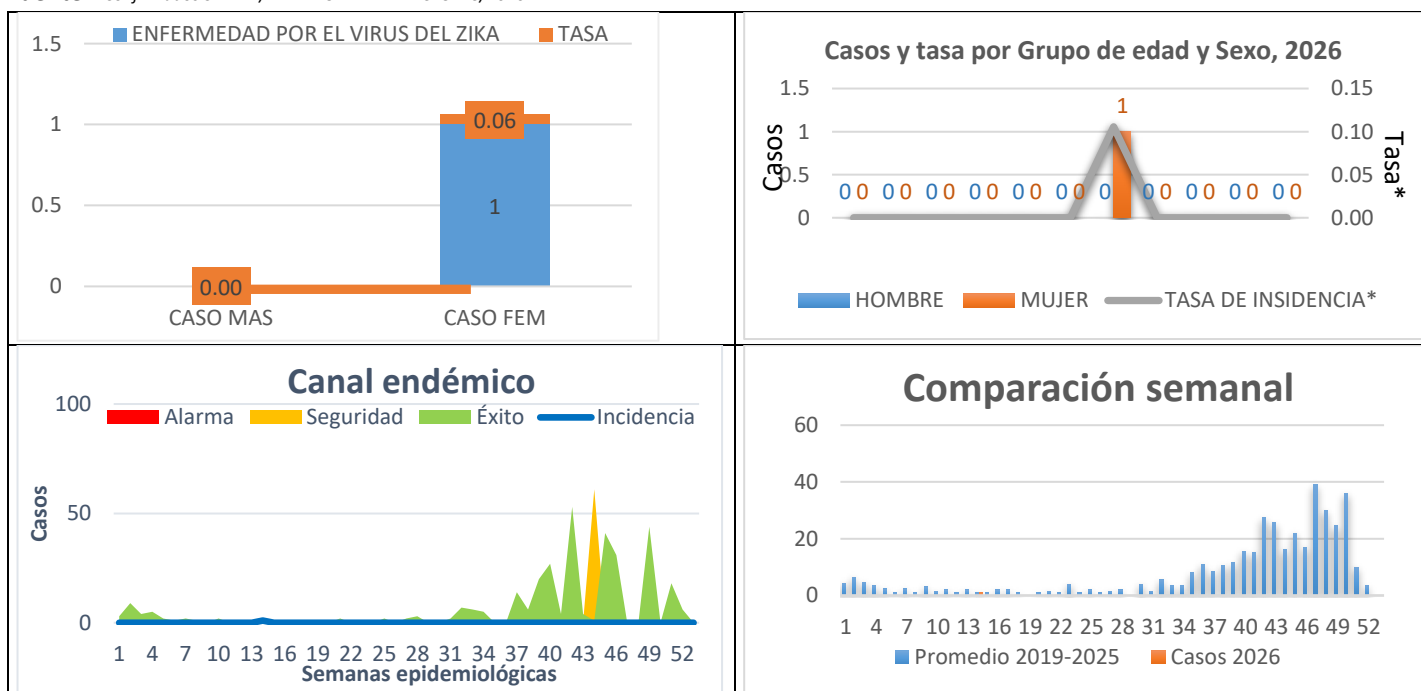 ENFERMEDAD POR EL VIRUS DEL ZIKA TASA
1.5
1
0.5
0
0.06
1
0.00
CASO MAS CASO FEM
Casos y tasa por Grupo de edad y Sexo, 2026
1.5
1
0.5
0
Casos
0.15
0.10
0.05
0.00
Tasa*
1
0 0 0 0 0 0 0 0 0 0 0 0 0 0 0 0 0 0 0 0 0
HOMBRE MUJER TASA DE INSIDENCIA*
Canal endémico
Alarma Seguridad Éxito Incidencia
100
50
0
Casos
1 4 7 10 13 16 19 22 25 28 31 34 37 40 43 46 49 52
Semanas epidemiológicas
Comparación semanal
60
40
20
0
1 4 7 10 13 16 19 22 25 28 31 34 37 40 43 46 49 52
Promedio 2019-2025 Casos 2026